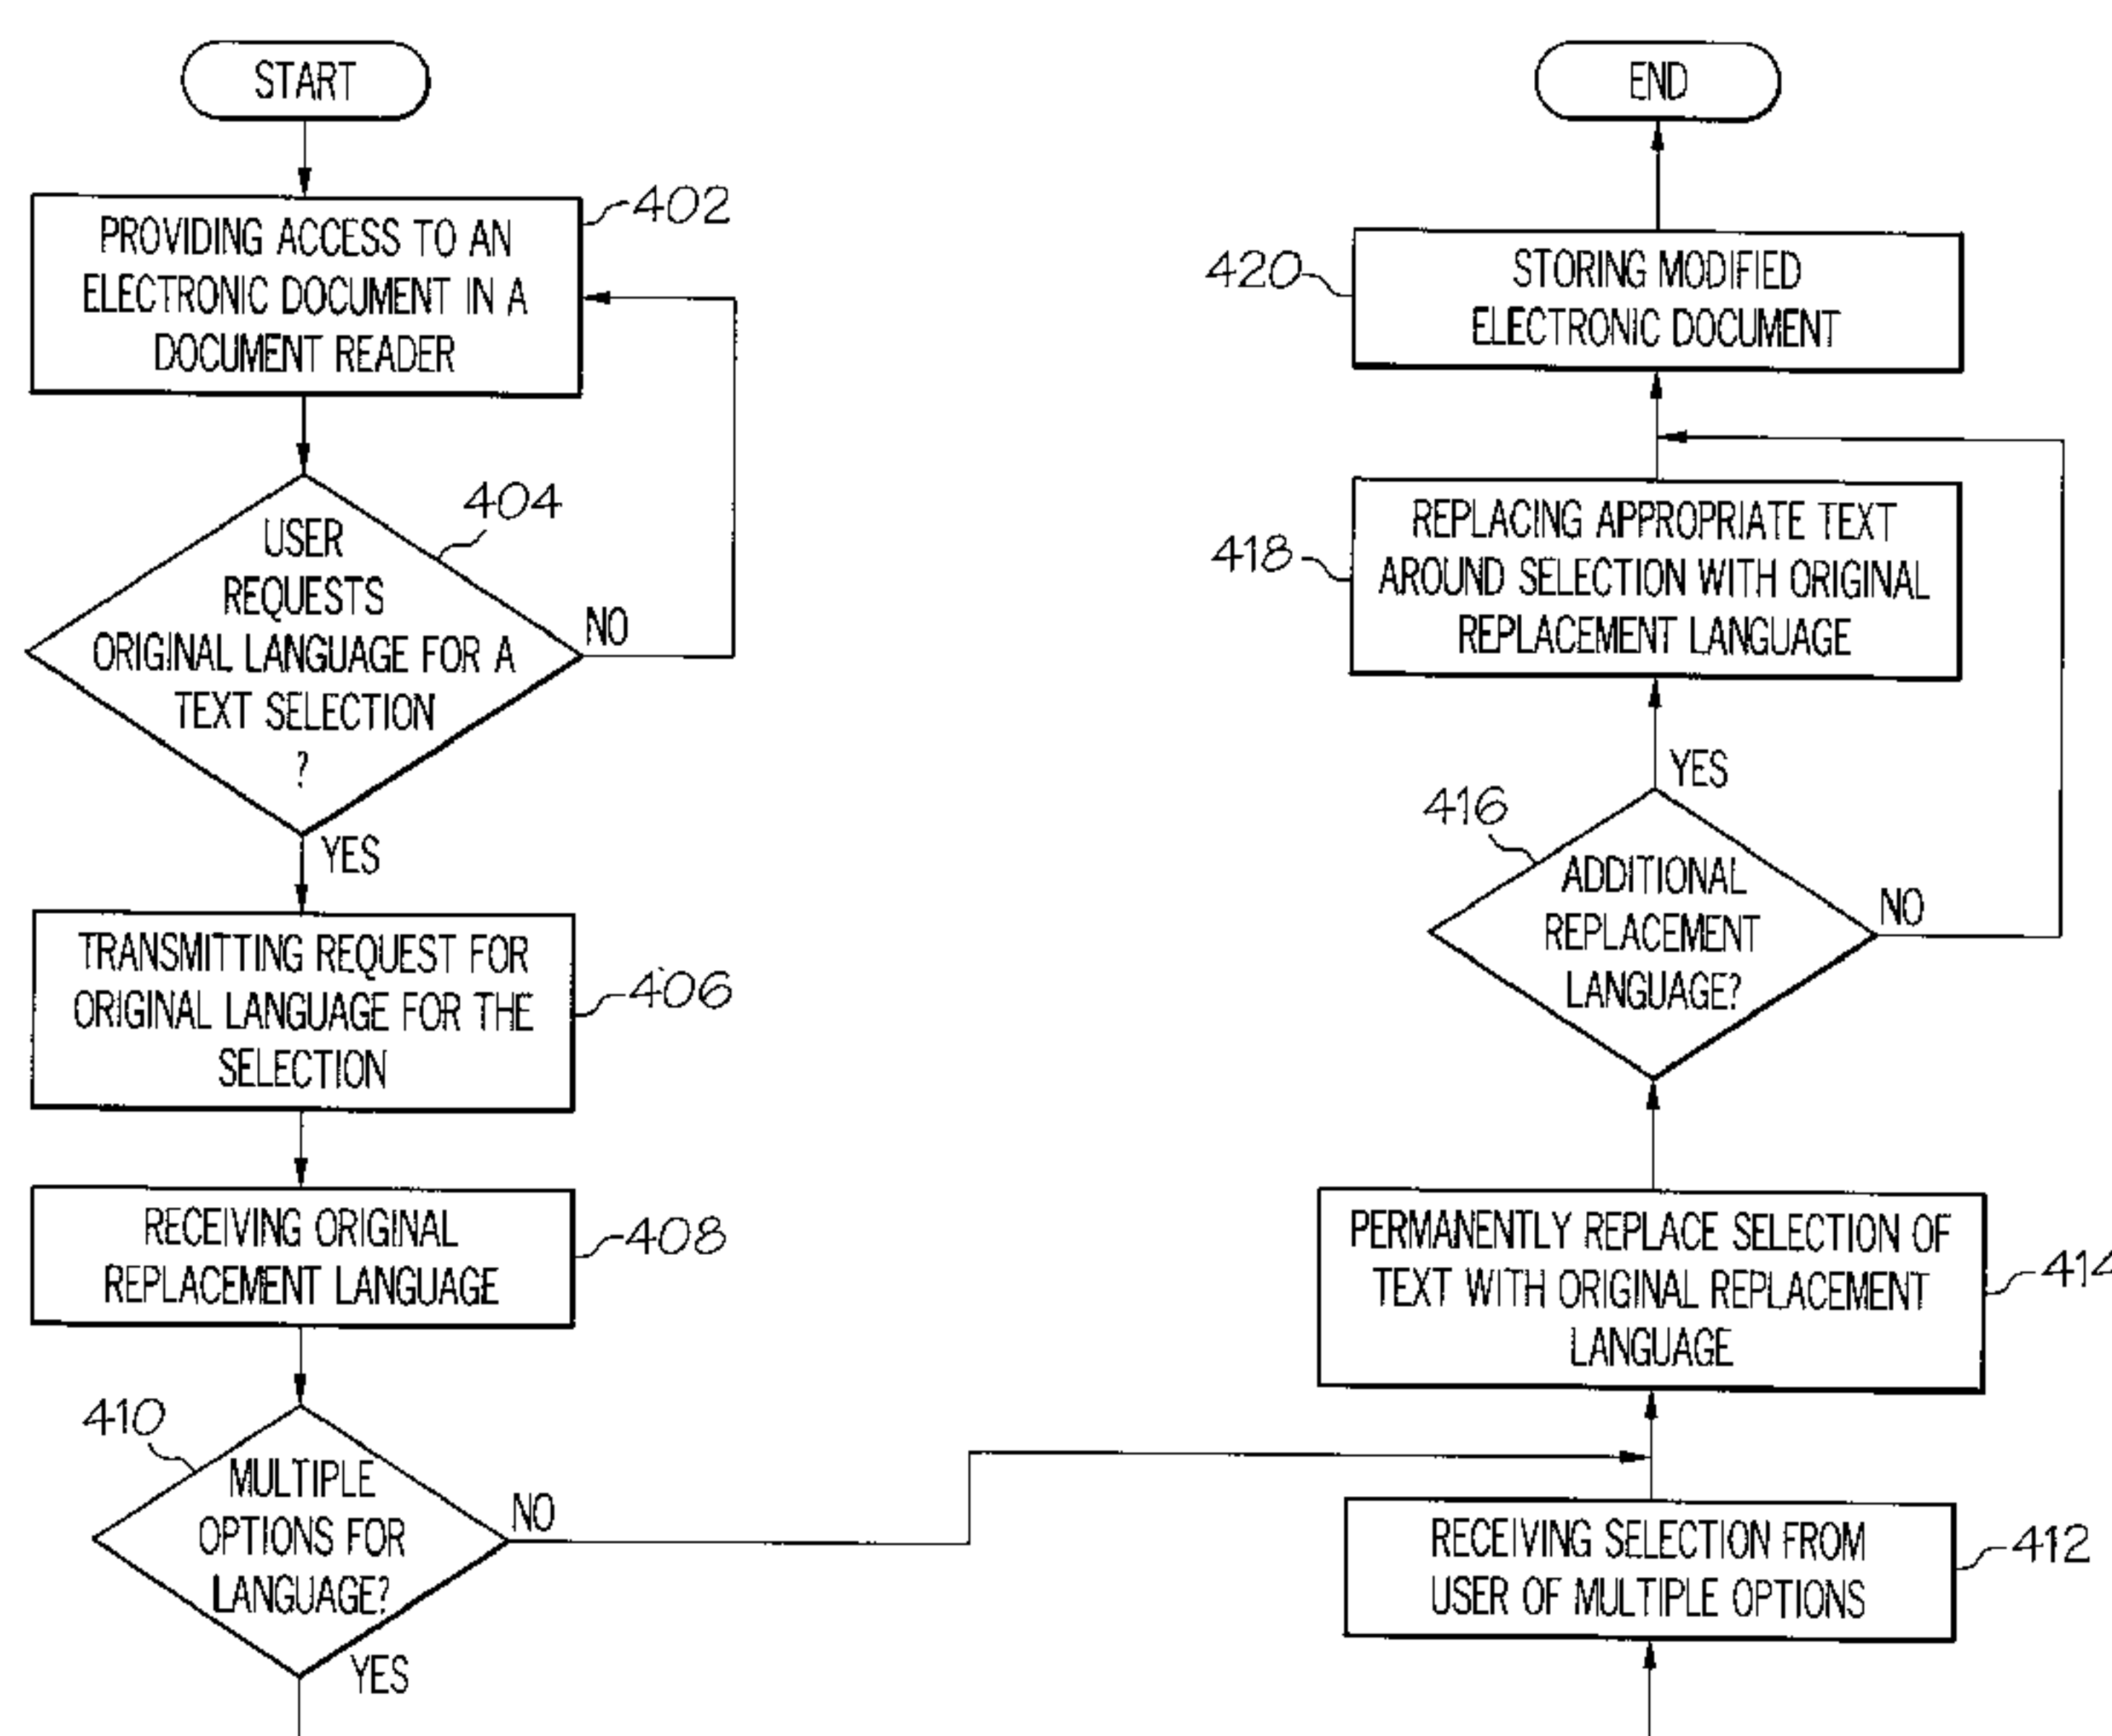 START
402
PROVIDING ACCESS TO AN
ELECTRONIC DOCUMENT IN A
DOCUMENT READER
404
USER
REQUESTS
ORIGINAL LANGUAGE FOR A
TEXT SELECTION
?
NO
YES
TRANSMITTING REQUEST FOR
ORIGINAL LANGUAGE FOR THE
SELECTION
406
RECEIVING ORIGINAL
REPLACEMENT LANGUAGE
408
410
MULTIPLE
OPTIONS FOR
LANGUAGE?
NO
YES
RECEIVING SELECTION FROM
USER OF MULTIPLE OPTIONS
412
PERMANENTLY REPLACE SELECTION OF
TEXT WITH ORIGINAL REPLACEMENT
LANGUAGE
414
416
ADDITIONAL
REPLACEMENT
LANGUAGE?
NO
YES
418
REPLACING APPROPRIATE TEXT
AROUND SELECTION WITH ORIGINAL
REPLACEMENT LANGUAGE
420
STORING MODIFIED
ELECTRONIC DOCUMENT
END